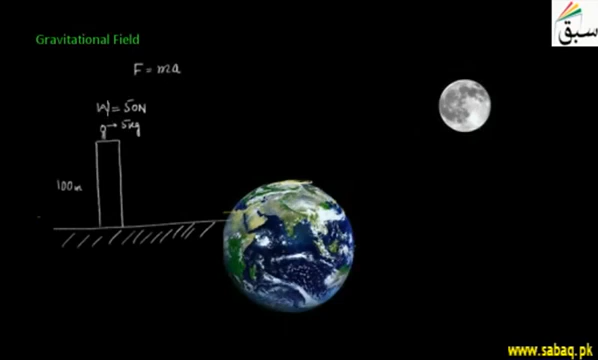 سبق
Gravitational Field
F = ma
W = 50N
5kg
100m
www.sabaq.pk